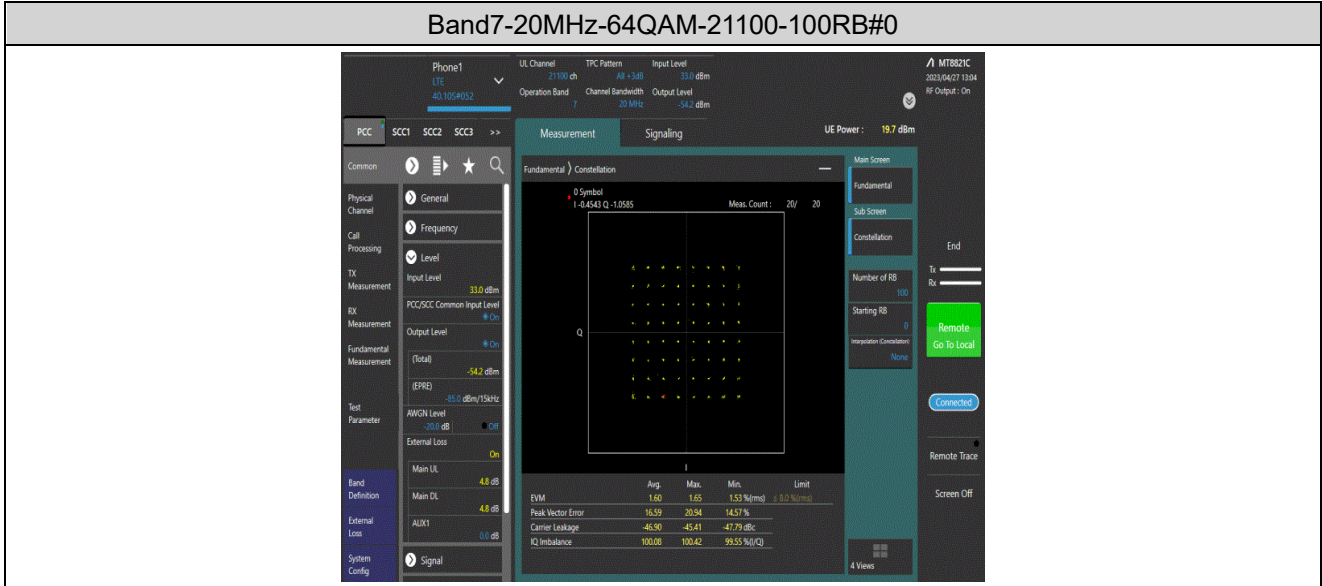 Band7-20MHz-64QAM-21100-100RB#0
Phone1
LTE
40.10S#052
UL Channel TPC Pattern Input Level
21100 ch All +3dB 33.0 dBm
Operation Band Channel Bandwidth Output Level
7 20 MHz -54.2 dBm
MT8821C
2023/04/27 13:04
RF Output : On
PCC SCC1 SCC2 SCC3 >>
Measurement Signaling
UE Power : 19.7 dBm
Common
Physical
Channel
Call
Processing
TX
Measurement
RX
Measurement
Fundamental
Measurement
Test
Parameter
Band
Definition
External
Loss
System
Config
General
Frequency
Level
Input Level
33.0 dBm
PCC/SCC Common Input Level
On
Output Level
On
(Total)
-54.2 dBm
(EPRE)
-85.0 dBm/15kHz
AWGN Level
-20.0 dB Off
External Loss
On
Main UL
4.8 dB
Main DL
4.8 dB
AUX1
0.0 dB
Signal
Fundamental Constellation
0 Symbol
I -0.4543 Q -1.0585 Meas. Count : 20/ 20
Q
I
Avg. Max. Min. Limit
EVM 1.60 1.65 1.53 %(rms) ≤ 8.0 %(rms)
Peak Vector Error 16.59 20.94 14.57 %
Carrier Leakage -46.90 -45.41 -47.79 dBc
IQ Imbalance 100.08 100.42 99.55 %(I/Q)
Main Screen
Fundamental
Sub Screen
Constellation
Number of RB
100
Starting RB
0
Interpolation (Constellation)
None
4 Views
End
Tx
Rx
Remote
Go To Local
Connected
Remote Trace
Screen Off